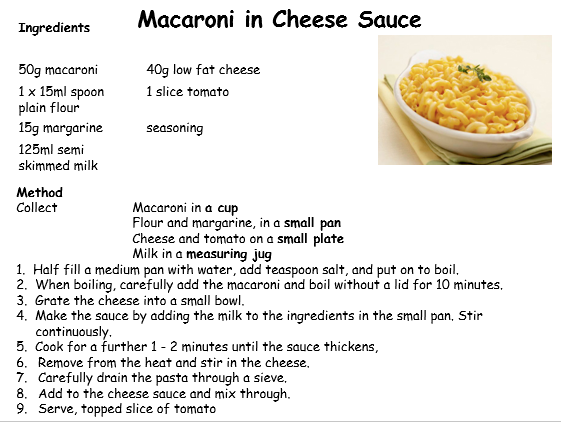 Macaroni in Cheese Sauce
Ingredients
50g macaroni 40g low fat cheese
1 x 15ml spoon 1 slice tomato
plain flour
15g margarine seasoning
125ml semi
skimmed milk
Method
Collect Macaroni in a cup
Flour and margarine, in a small pan
Cheese and tomato on a small plate
Milk in a measuring jug
1. Half fill a medium pan with water, add teaspoon salt, and put on to boil.
2. When boiling, carefully add the macaroni and boil without a lid for 10 minutes.
3. Grate the cheese into a small bowl.
4. Make the sauce by adding the milk to the ingredients in the small pan. Stir
continuously.
5. Cook for a further 1 - 2 minutes until the sauce thickens,
6. Remove from the heat and stir in the cheese.
7. Carefully drain the pasta through a sieve.
8. Add to the cheese sauce and mix through.
9. Serve, topped slice of tomato